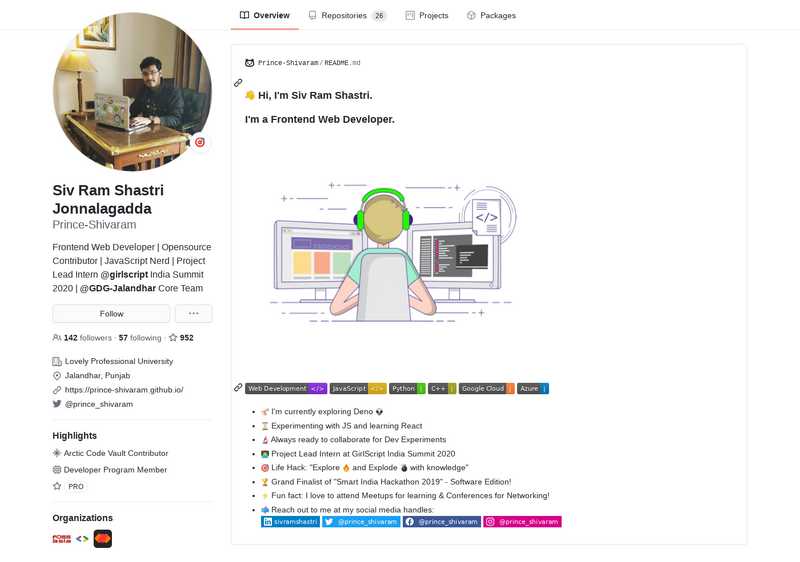 Overview
Repositories 26
Projects
Packages
Siv Ram Shastri
Jonnalagadda
Prince-Shivaram
Frontend Web Developer | Opensource
Contributor | JavaScript Nerd | Project
Lead Intern @girlscript India Summit
2020 | @GDG-Jalandhar Core Team
Follow
142 followers · 57 following · 952
Lovely Professional University
Jalandhar, Punjab
https://prince-shivaram.github.io/
@prince_shivaram
Highlights
Arctic Code Vault Contributor
Developer Program Member
PRO
Organizations
Prince-Shivaram/README.md
👋 Hi, I'm Siv Ram Shastri.
I'm a Frontend Web Developer.
</>
Web Development </> JavaScript </> Python | C++ | Google Cloud | Azure |
I'm currently exploring Deno
Experimenting with JS and learning React
Always ready to collaborate for Dev Experiments
Project Lead Intern at GirlScript India Summit 2020
Life Hack: "Explore 🔥 and Explode 💣 with knowledge"
Grand Finalist of "Smart India Hackathon 2019" - Software Edition!
Fun fact: I love to attend Meetups for learning & Conferences for Networking!
Reach out to me at my social media handles:
sivramshastri @prince_shivaram @prince_shivaram @prince_shivaram